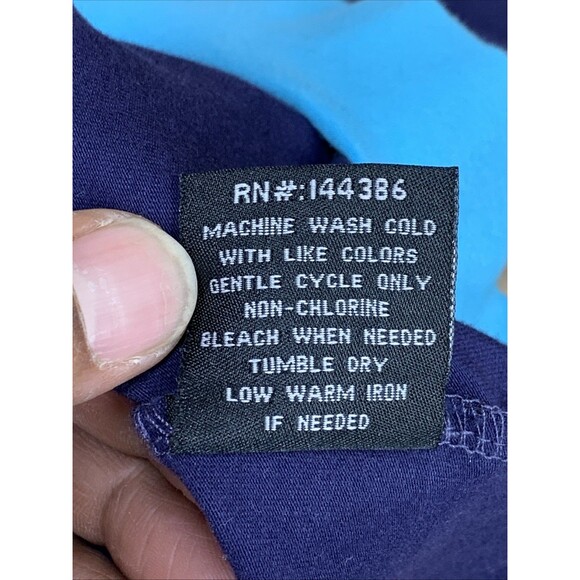 RN#:144386
MACHINE WASH COLD
WITH LIKE COLORS
GENTLE CYCLE ONLY
NON-CHLORINE
BLEACH WHEN NEEDED
TUMBLE DRY
LOW WARM IRON
IF NEEDED